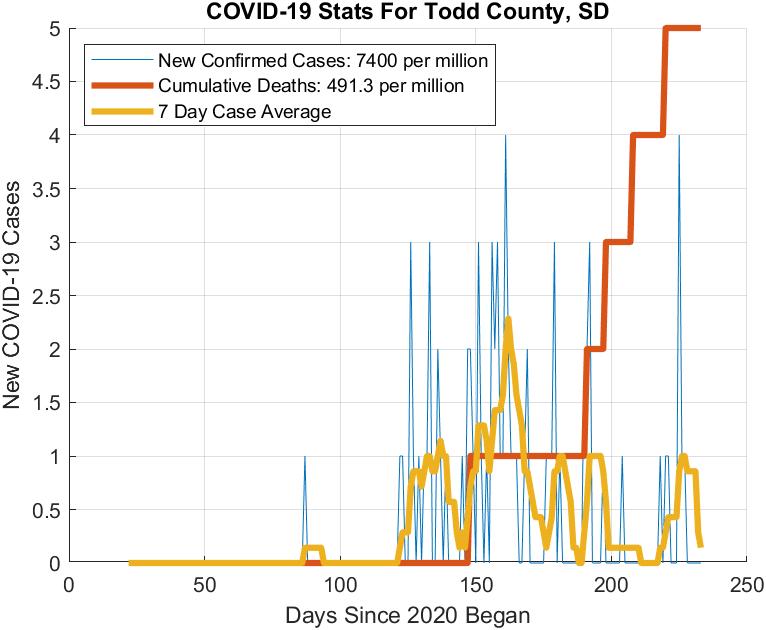 COVID-19 Stats For Todd County, SD
New Confirmed Cases: 7400 per million
Cumulative Deaths: 491.3 per million
7 Day Case Average
New COVID-19 Cases
5
4.5
4
3.5
3
2.5
2
1.5
1
0.5
0
0 50 100 150 200 250
Days Since 2020 Began